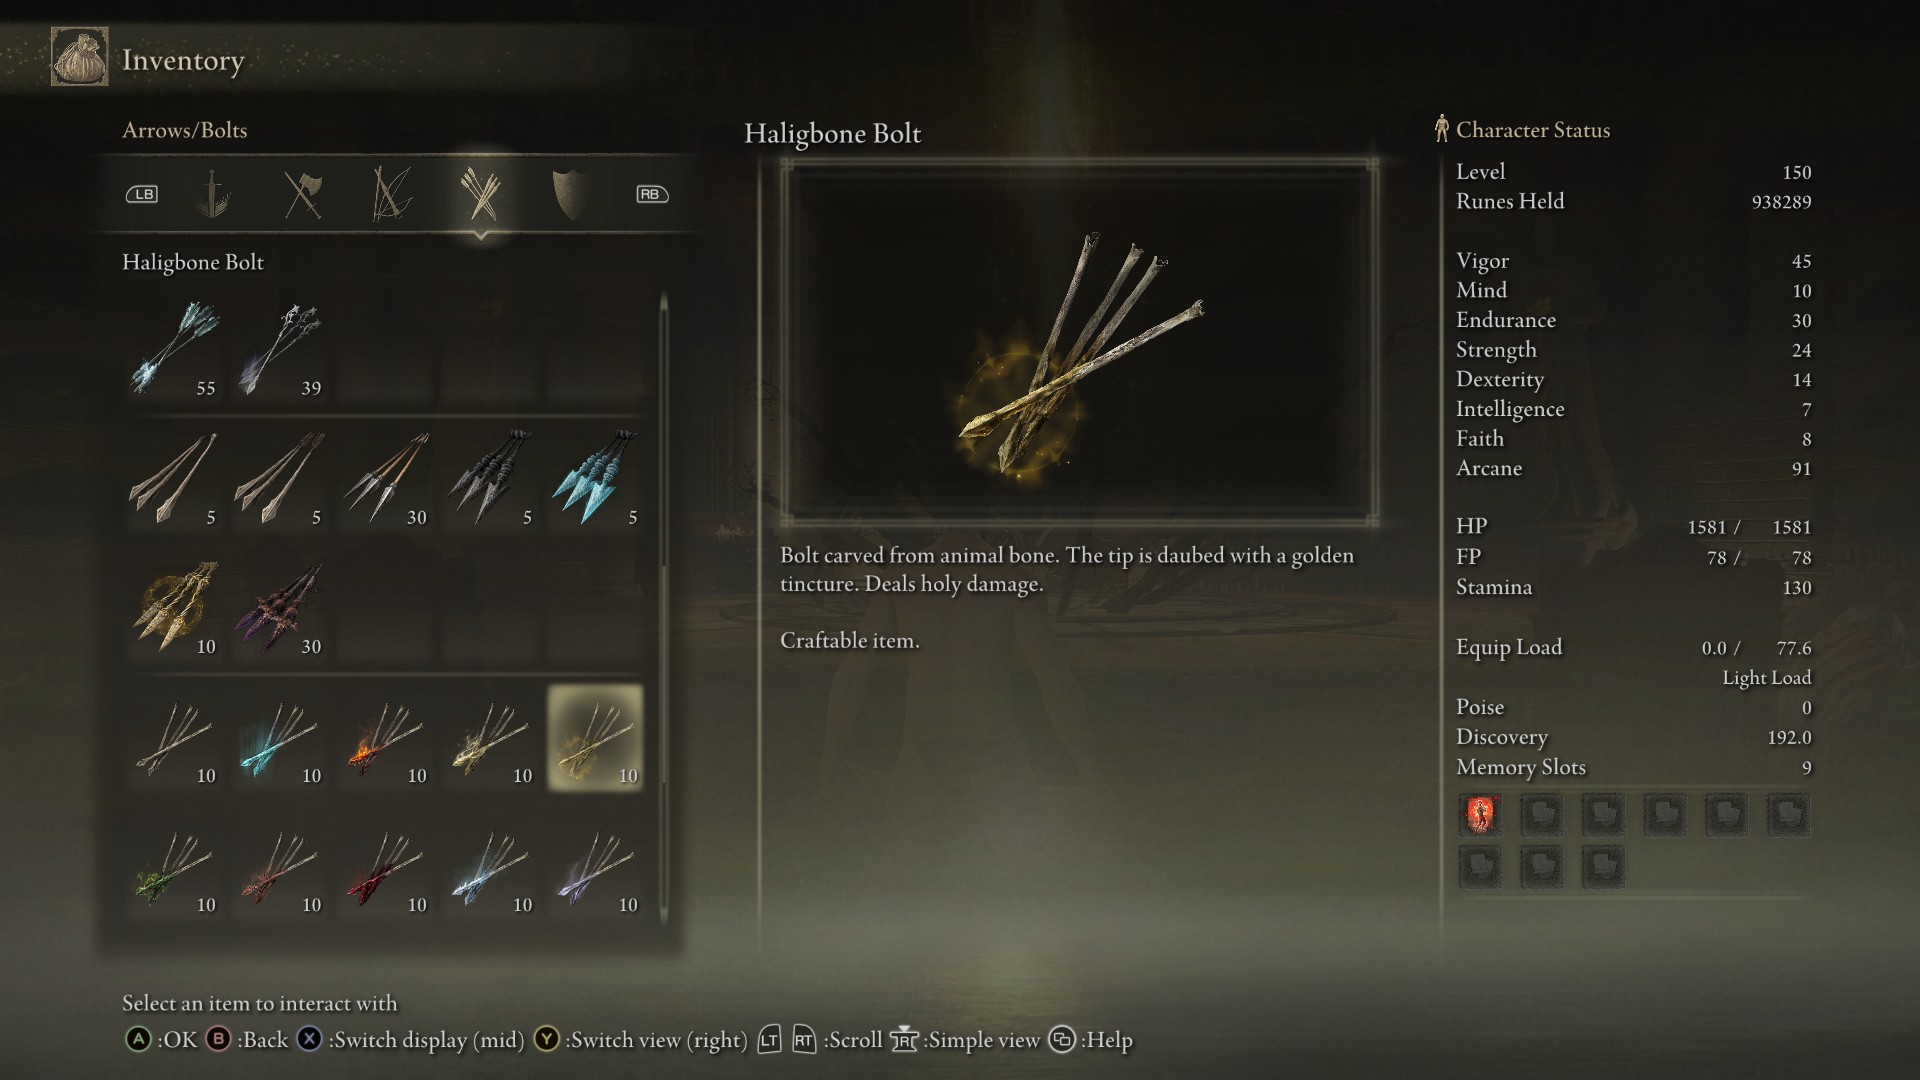 Inventory
Arrows/Bolts
LB
RB
Haligbone Bolt
55 39
5 5 30 5 5
10 30
10 10 10 10 10
10 10 10 10 10
Haligbone Bolt
Bolt carved from animal bone. The tip is daubed with a golden
tincture. Deals holy damage.
Craftable item.
Character Status
Level 150
Runes Held 938289
Vigor 45
Mind 10
Endurance 30
Strength 24
Dexterity 14
Intelligence 7
Faith 8
Arcane 91
HP 1581 / 1581
FP 78 / 78
Stamina 130
Equip Load 0.0 / 77.6
Light Load
Poise 0
Discovery 192.0
Memory Slots 9
Select an item to interact with
A :OK B :Back X :Switch display (mid) Y :Switch view (right) LT RT :Scroll R :Simple view :Help